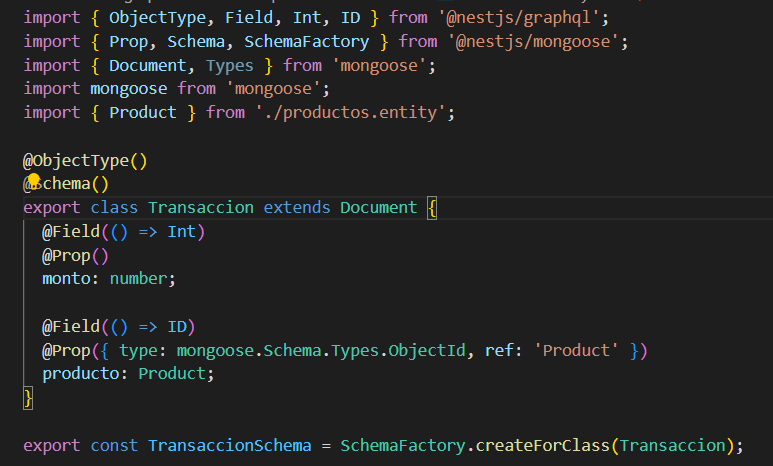 import { ObjectType, Field, Int, ID } from '@nestjs/graphql';
import { Prop, Schema, SchemaFactory } from '@nestjs/mongoose';
import { Document, Types } from 'mongoose';
import mongoose from 'mongoose';
import { Product } from './productos.entity';
@ObjectType()
@Schema()
export class Transaccion extends Document {
@Field(() => Int)
@Prop()
monto: number;
@Field(() => ID)
@Prop({ type: mongoose.Schema.Types.ObjectId, ref: 'Product' })
producto: Product;
}
export const TransaccionSchema = SchemaFactory.createForClass(Transaccion);